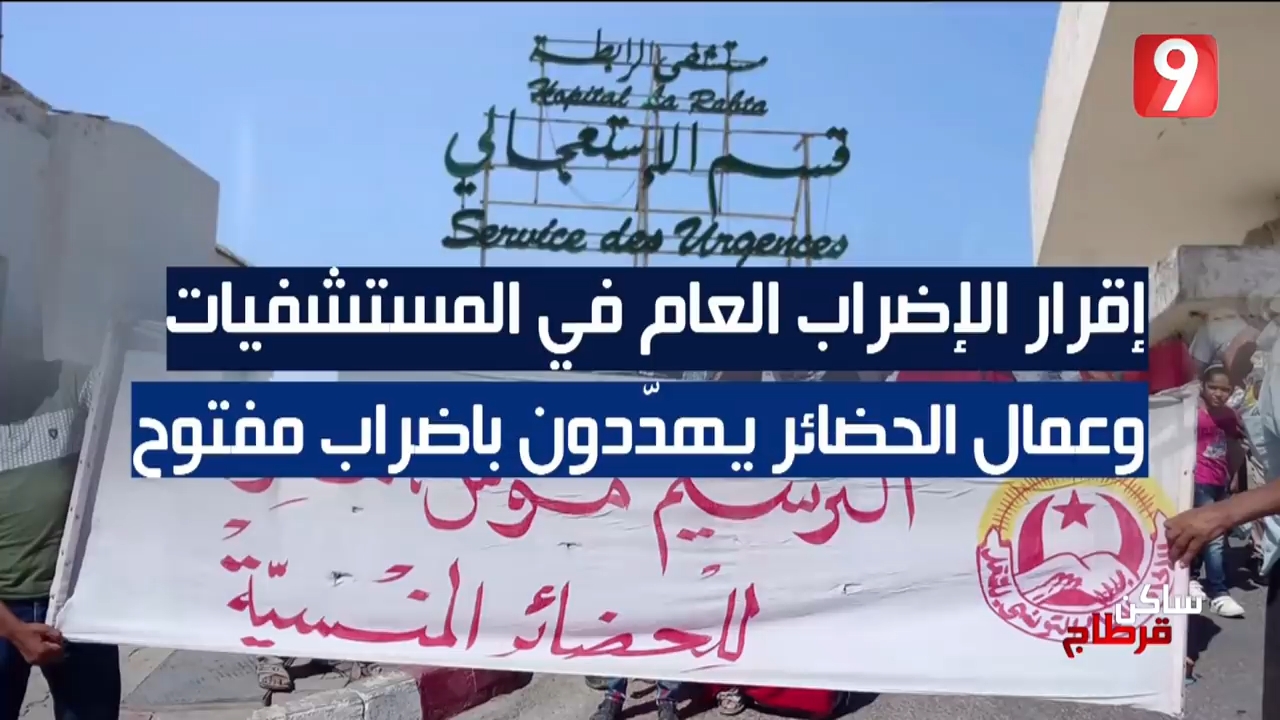 9
مستشفى الرابطة
Hopital La Rabta
قسم الإستعجالي
Service des Urgences
إقرار الإضراب العام في المستشفيات
وعمال الحضائر يهدّدون باضراب مفتوح
الترسيم
للحضائر المنسيّة
ساكن
قرطاج